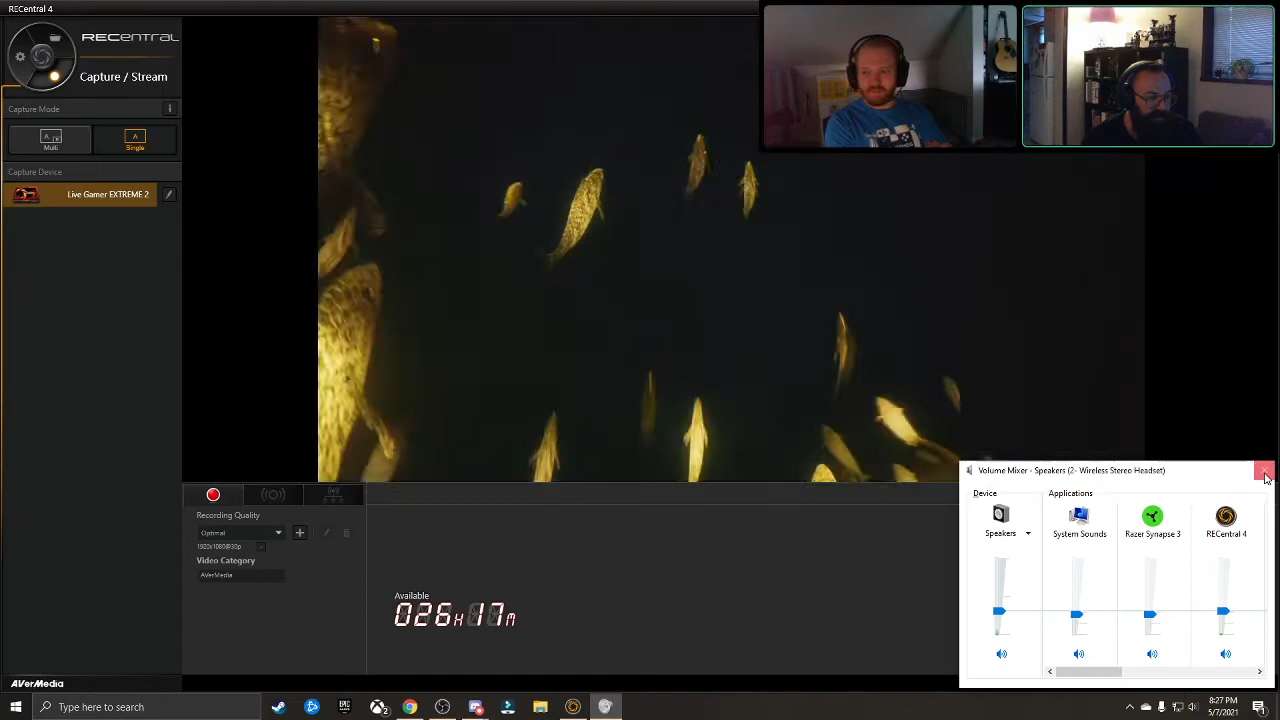 RECentral 4
RECENTRAL
Capture / Stream
Capture Mode
Multi
Single
Capture Device
Live Gamer EXTREME 2
Recording Quality
Optimal
1920x1080@30p
Video Category
AVerMedia
Available
026H17m
Volume Mixer - Speakers (2- Wireless Stereo Headset)
Device
Applications
Speakers
System Sounds
Razer Synapse 3
RECentral 4
AVerMedia
Type here to search
8:27 PM
5/7/2021